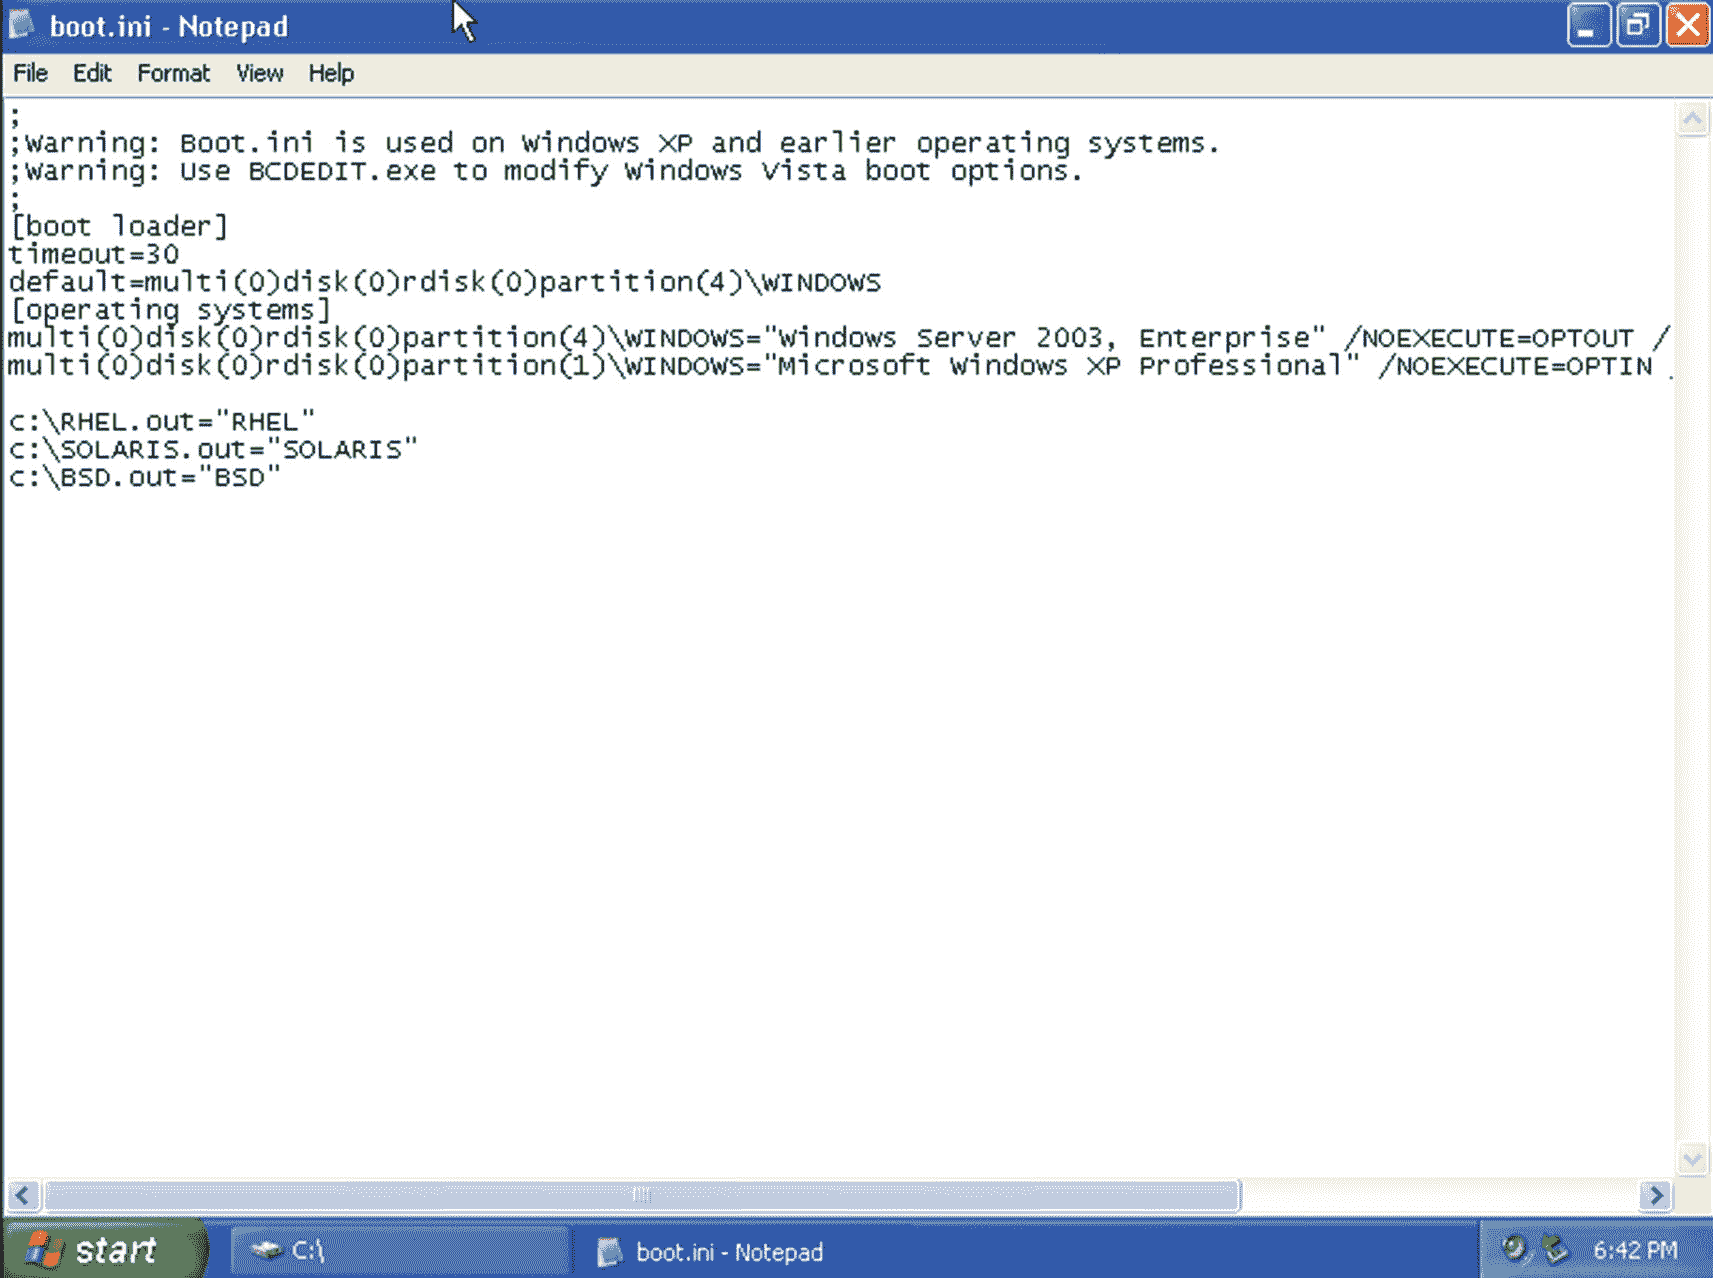 boot.ini - Notepad
File Edit Format View Help
;
;Warning: Boot.ini is used on Windows XP and earlier operating systems.
;Warning: Use BCDEDIT.exe to modify Windows Vista boot options.
;
[boot loader]
timeout=30
default=multi(0)disk(0)rdisk(0)partition(4)\WINDOWS
[operating systems]
multi(0)disk(0)rdisk(0)partition(4)\WINDOWS="Windows Server 2003, Enterprise" /NOEXECUTE=OPTOUT /
multi(0)disk(0)rdisk(0)partition(1)\WINDOWS="Microsoft Windows XP Professional" /NOEXECUTE=OPTIN
c:\RHEL.out="RHEL"
c:\SOLARIS.out="SOLARIS"
c:\BSD.out="BSD"
start C:\ boot.ini - Notepad 6:42 PM